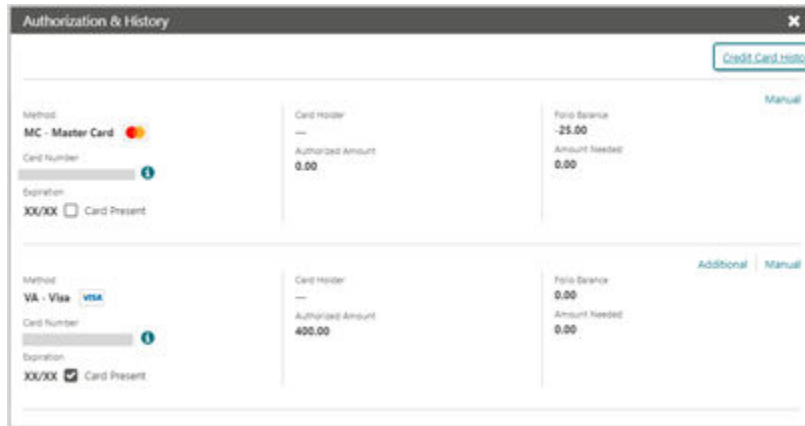 Authorization & History
Credit Card Histo
Manual
Method
Card Holder
Folio Balance
MC - Master Card
---
-25.00
Card Number
Authorized Amount
Amount Needed
0.00
0.00
Expiration
XX/XX Card Present
Additional Manual
Method
Card Holder
Folio Balance
VA - Visa VISA
---
0.00
Card Number
Authorized Amount
Amount Needed
400.00
0.00
Expiration
XX/XX Card Present